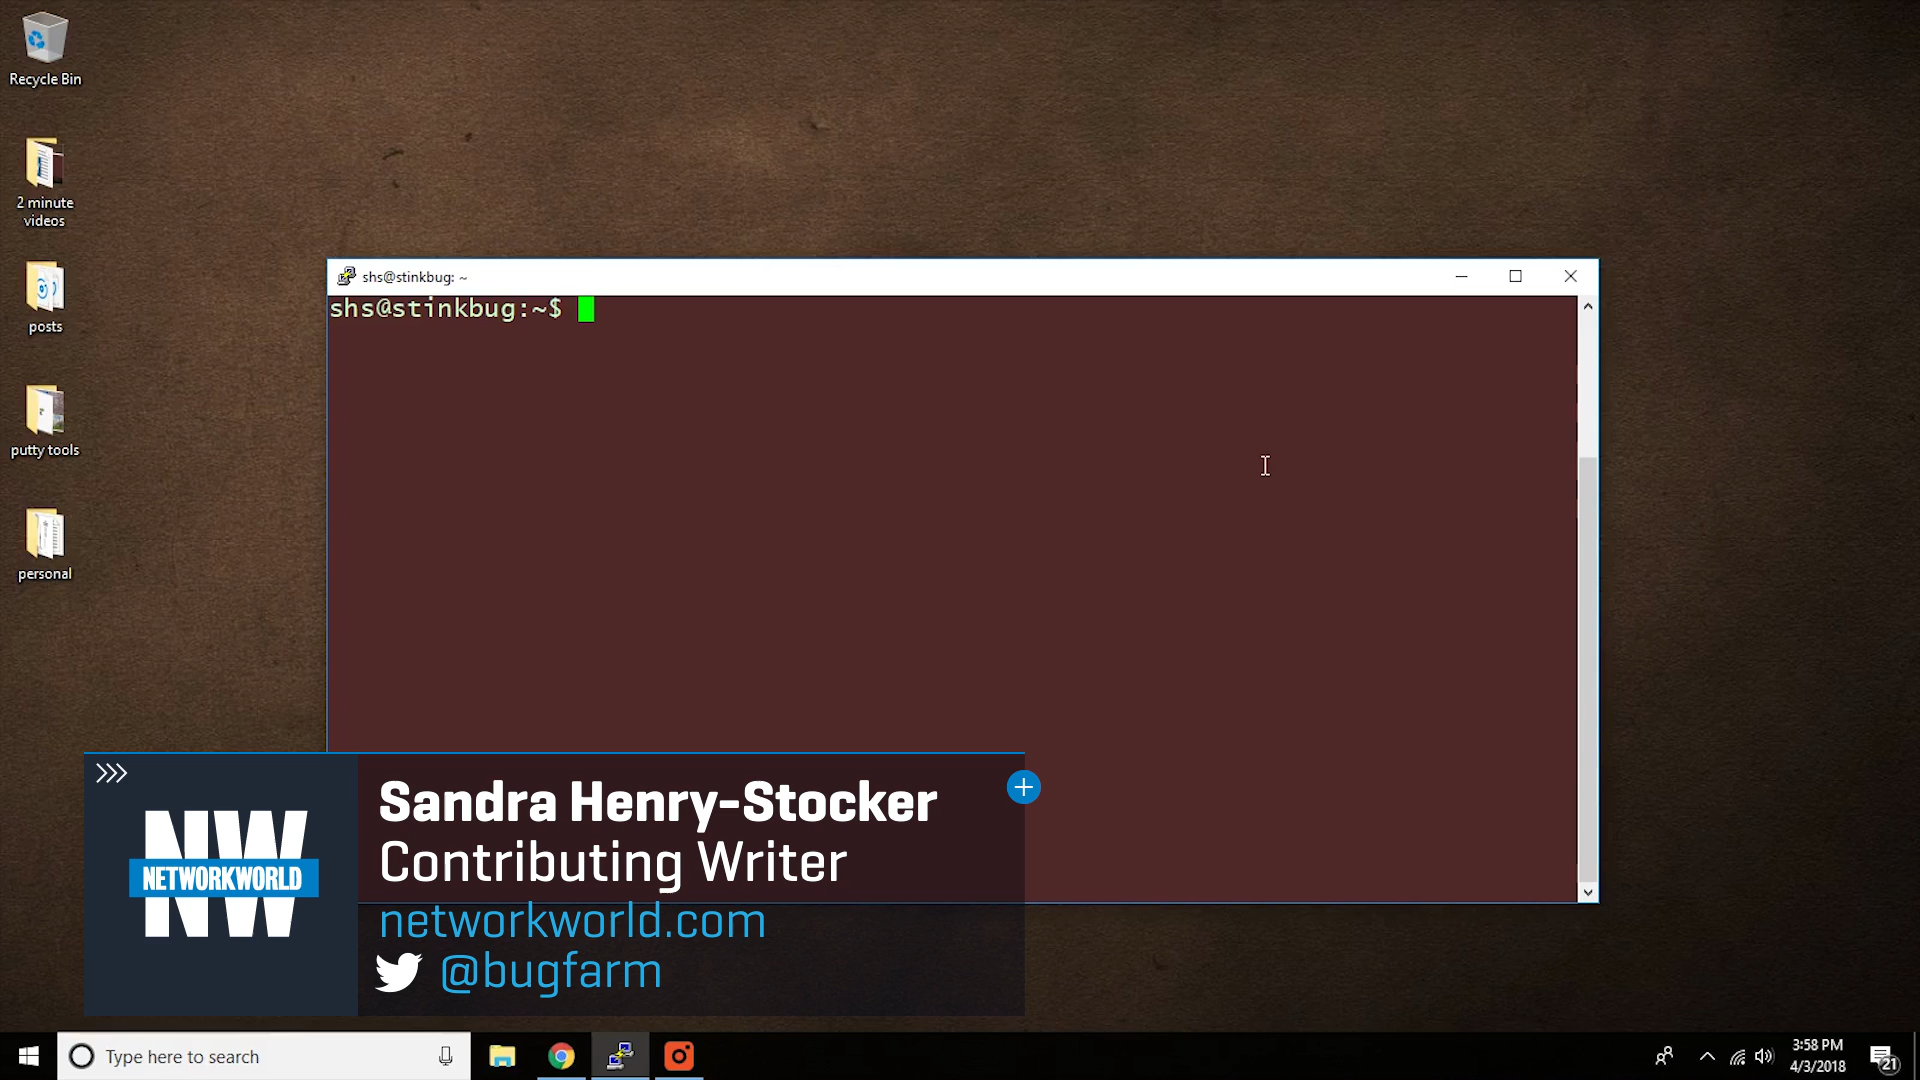 Recycle Bin
2 minute
videos
posts
putty tools
personal
shs@stinkbug: ~
shs@stinkbug:~$
NW
NETWORKWORLD
Sandra Henry-Stocker
Contributing Writer
networkworld.com
@bugfarm
Type here to search
3:58 PM
4/3/2018
21